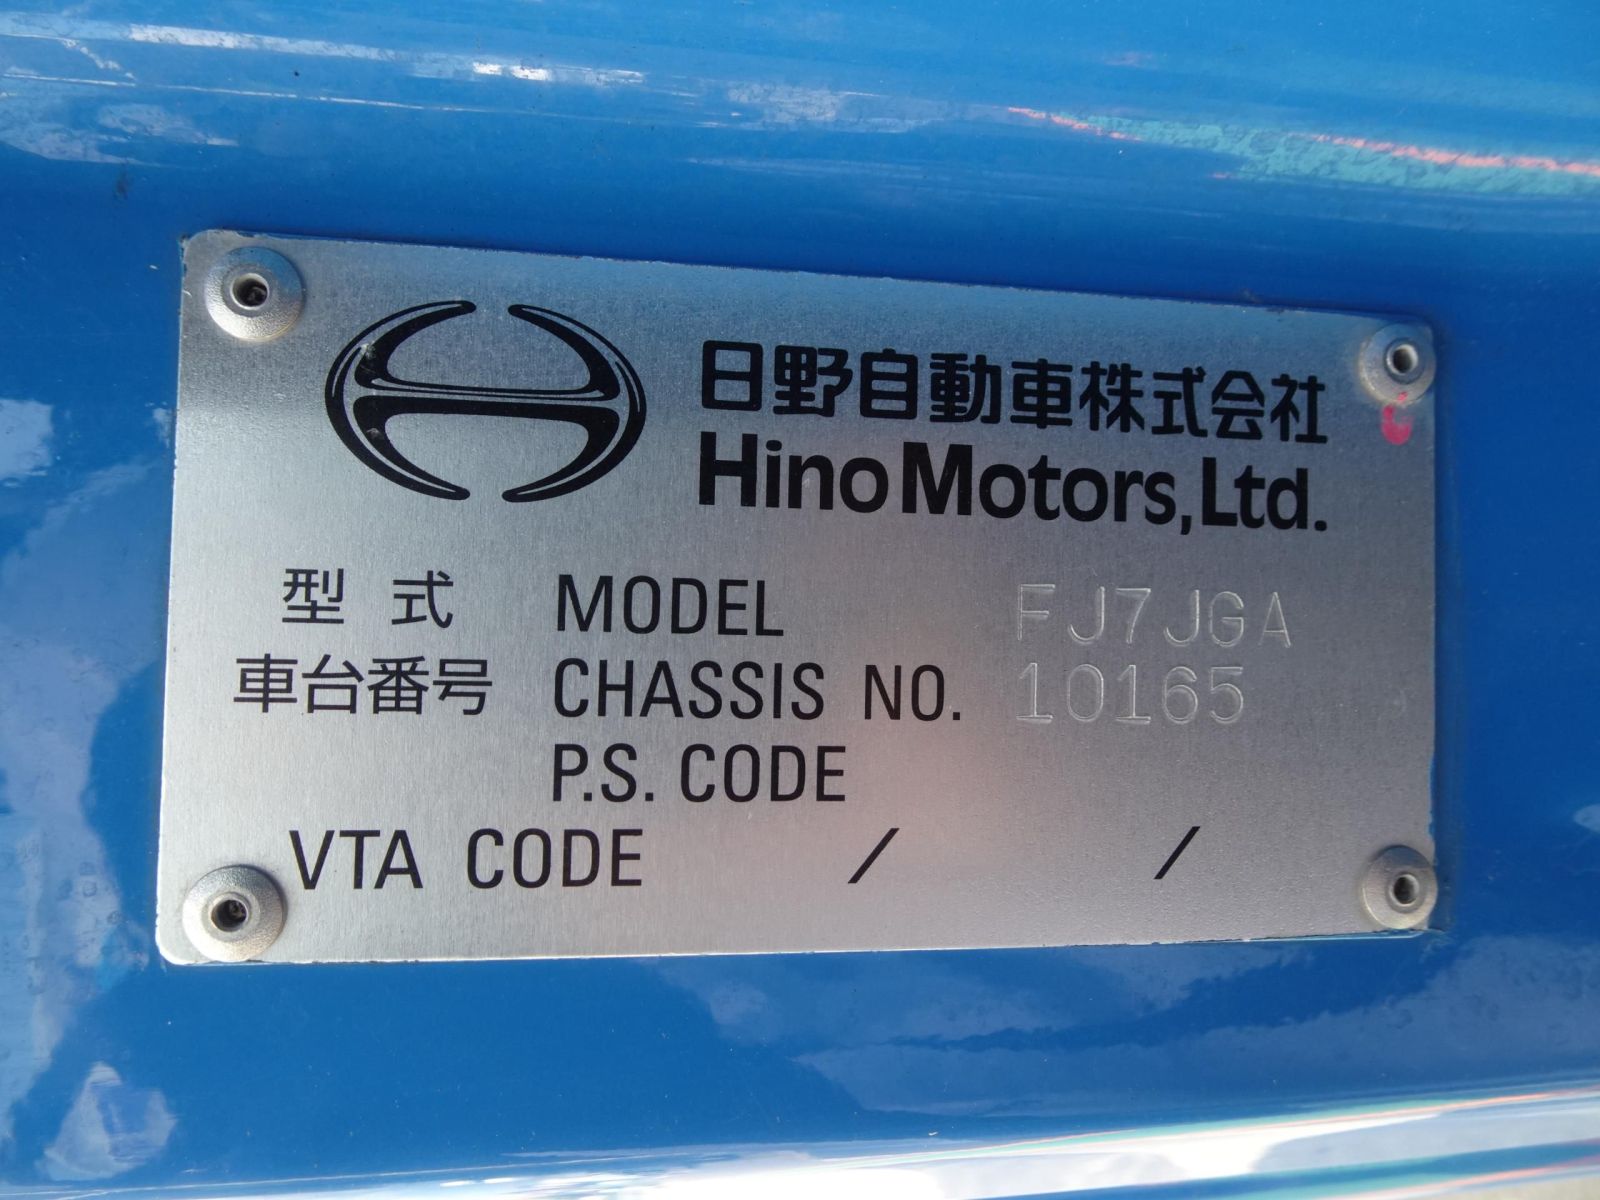 日野自動車株式会社
Hino Motors, Ltd.
型式 MODEL FJ7JGA
車台番号 CHASSIS NO. 10165
P.S. CODE
VTA CODE / /